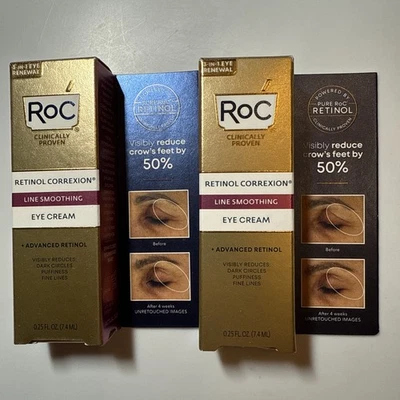 5-IN-1 EYE
RENEWAL
RoC
CLINICALLY
PROVEN
RETINOL CORREXION®
LINE SMOOTHING
EYE CREAM
+ ADVANCED RETINOL
VISIBLY REDUCES
DARK CIRCLES
PUFFINESS
FINE LINES
0.25 FL OZ (7.4 ML)
RETINOL
Visibly reduce
crow's feet by
50%
Before
After 4 weeks
UNRETOUCHED IMAGES
5-IN-1 EYE
RENEWAL
RoC
CLINICALLY
PROVEN
RETINOL CORREXION®
LINE SMOOTHING
EYE CREAM
+ ADVANCED RETINOL
VISIBLY REDUCES
DARK CIRCLES
PUFFINESS
FINE LINES
0.25 FL OZ (7.4 ML)
POWERED BY
PURE RoC
RETINOL
CLINICALLY PROVEN
Visibly reduce
crow's feet by
50%
Before
After 4 weeks
UNRETOUCHED IMAGES